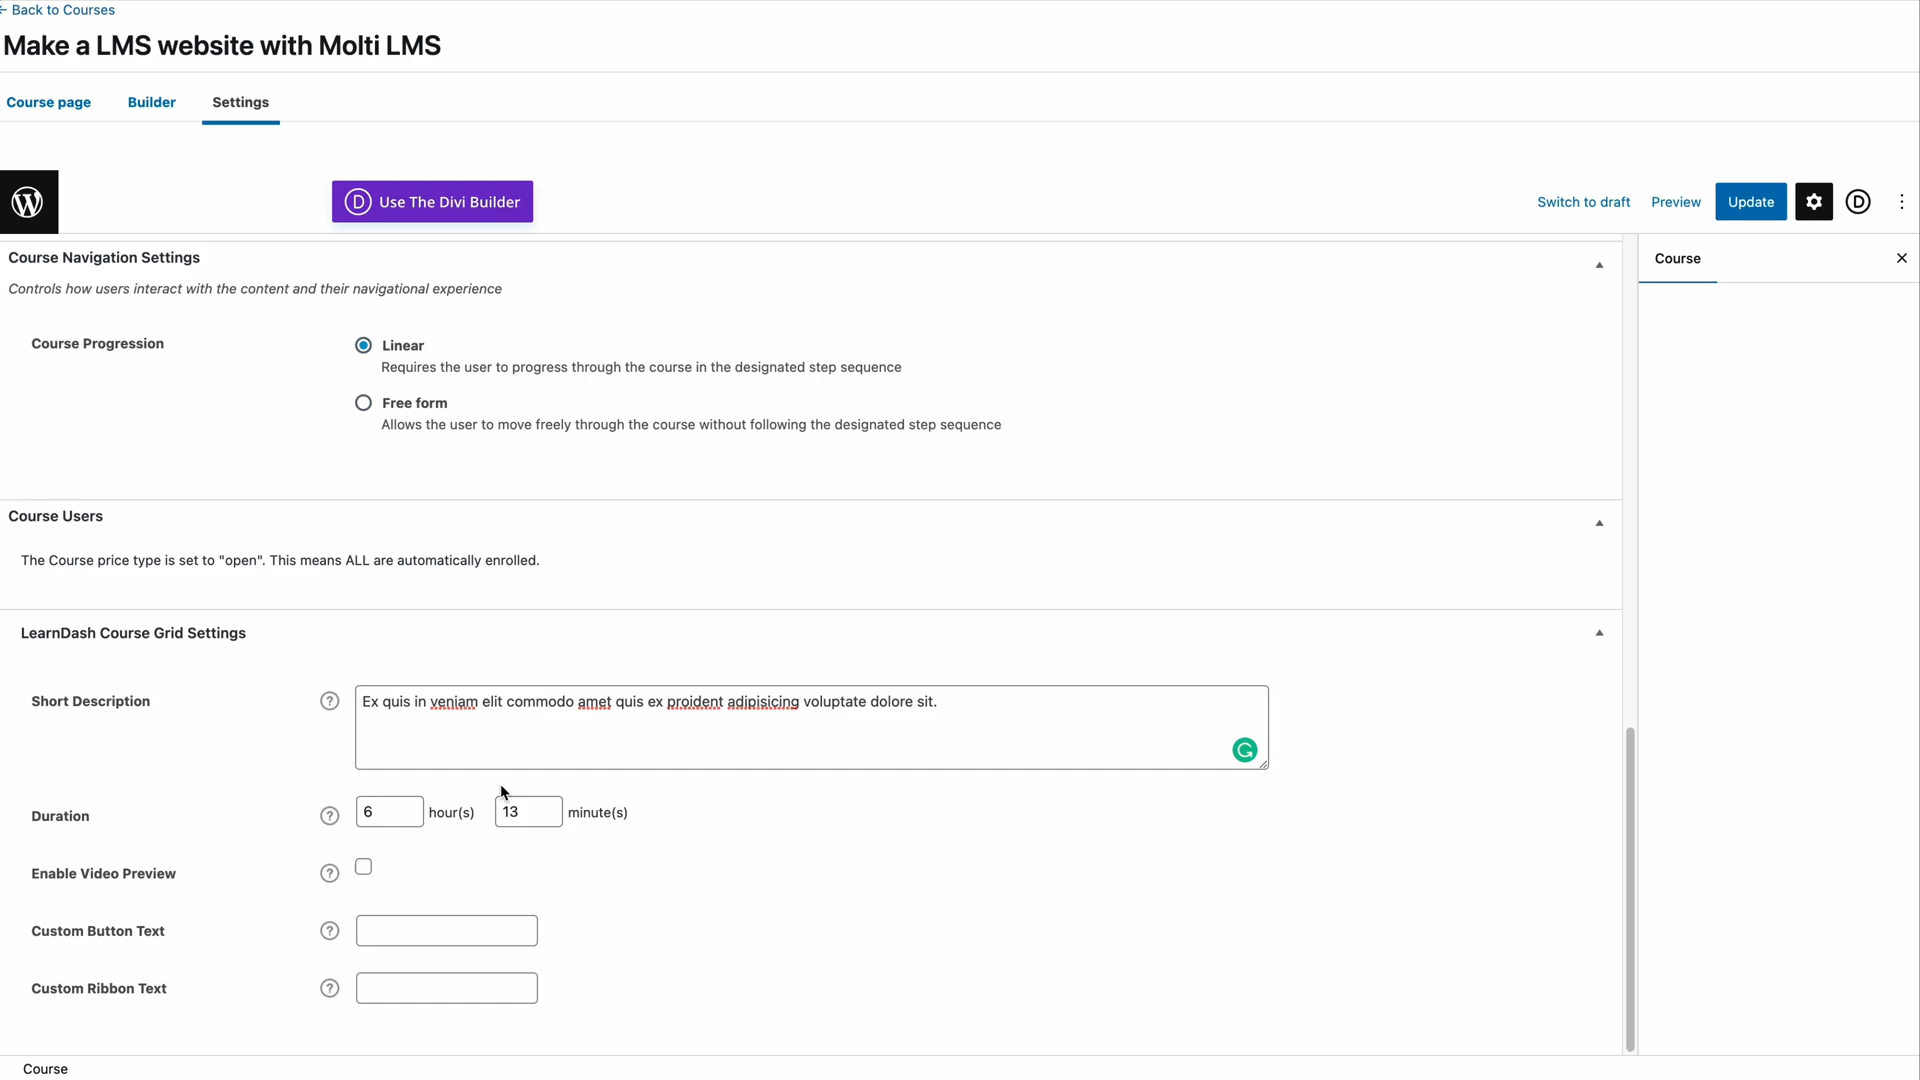 ← Back to Courses
Make a LMS website with Molti LMS
Course page Builder Settings
D Use The Divi Builder Switch to draft Preview Update D
Course Navigation Settings
Course
Controls how users interact with the content and their navigational experience
Course Progression
Linear
Requires the user to progress through the course in the designated step sequence
Free form
Allows the user to move freely through the course without following the designated step sequence
Course Users
The Course price type is set to "open". This means ALL are automatically enrolled.
LearnDash Course Grid Settings
Short Description ? Ex quis in veniam elit commodo amet quis ex proident adipisicing voluptate dolore sit.
Duration ? 6 hour(s) 13 minute(s)
Enable Video Preview ?
Custom Button Text ?
Custom Ribbon Text ?
Course